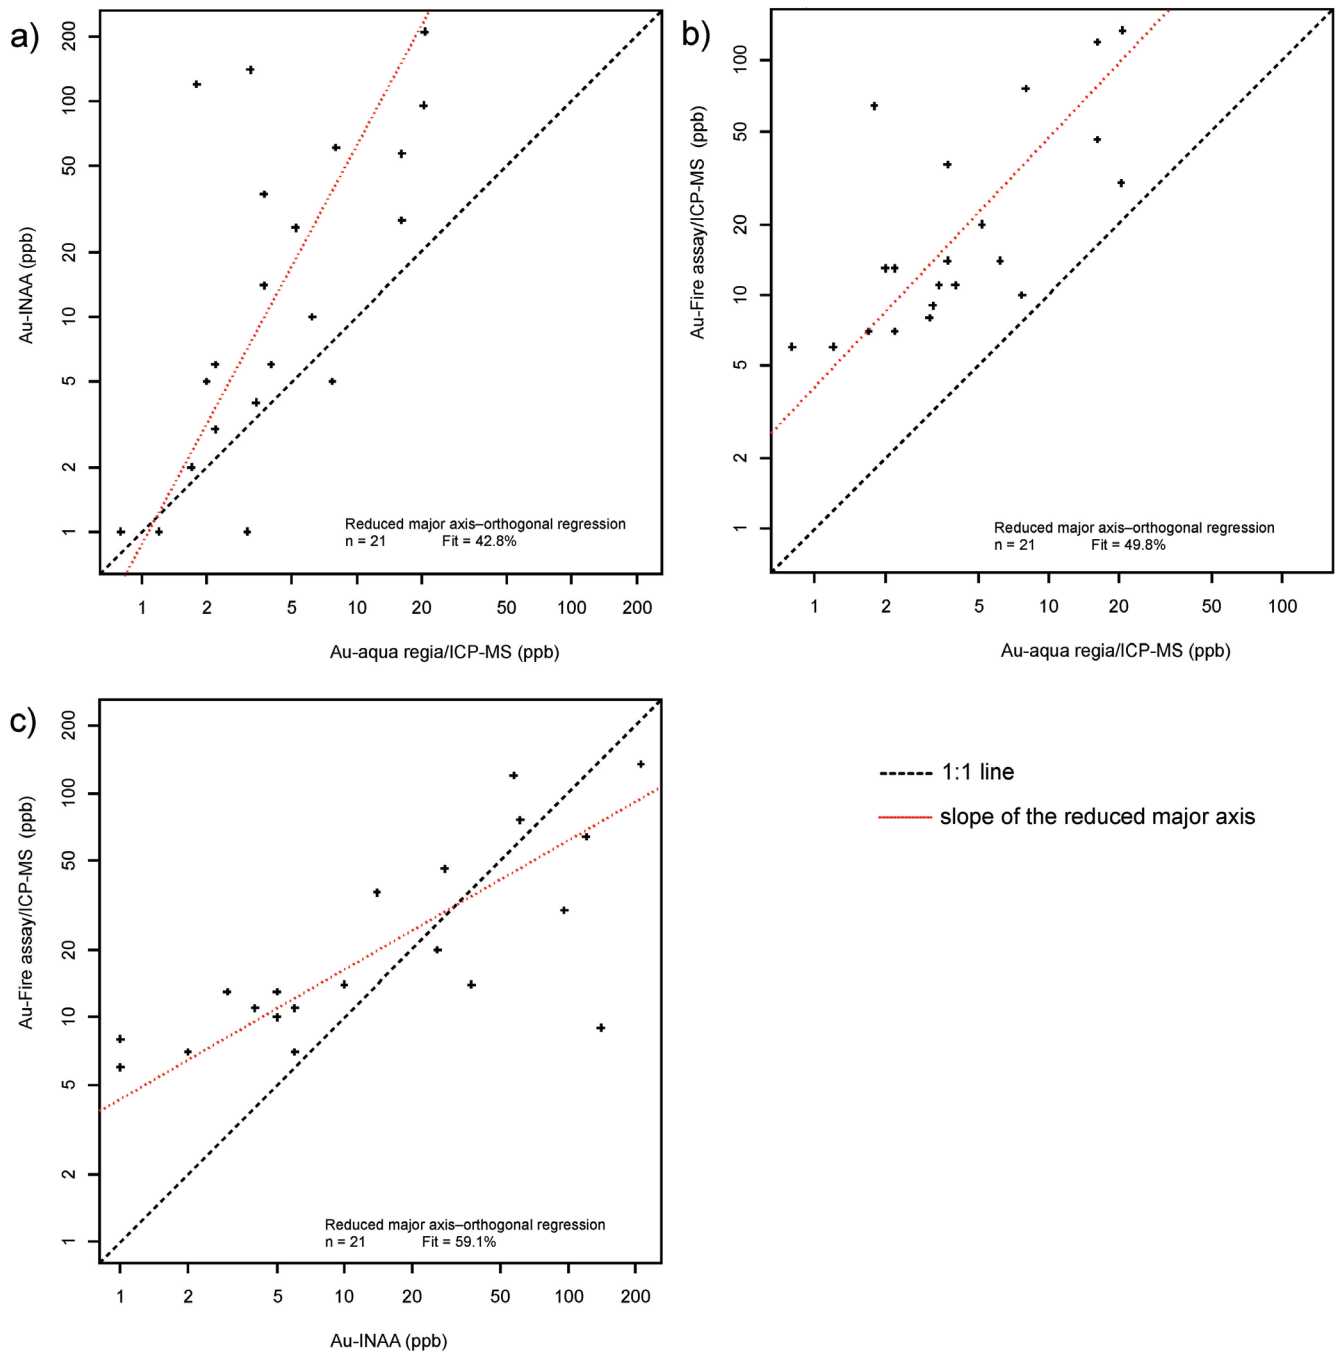 a)
200
100
50
20
10
5
2
1
Au-INAA (ppb)
Reduced major axis–orthogonal regression
n = 21 Fit = 42.8%
1 2 5 10 20 50 100 200
Au-aqua regia/ICP-MS (ppb)
b)
100
50
20
10
5
2
1
Au-Fire assay/ICP-MS (ppb)
Reduced major axis–orthogonal regression
n = 21 Fit = 49.8%
1 2 5 10 20 50 100
Au-aqua regia/ICP-MS (ppb)
c)
200
100
50
20
10
5
2
1
Au-Fire assay/ICP-MS (ppb)
Reduced major axis–orthogonal regression
n = 21 Fit = 59.1%
1 2 5 10 20 50 100 200
Au-INAA (ppb)
1:1 line
slope of the reduced major axis